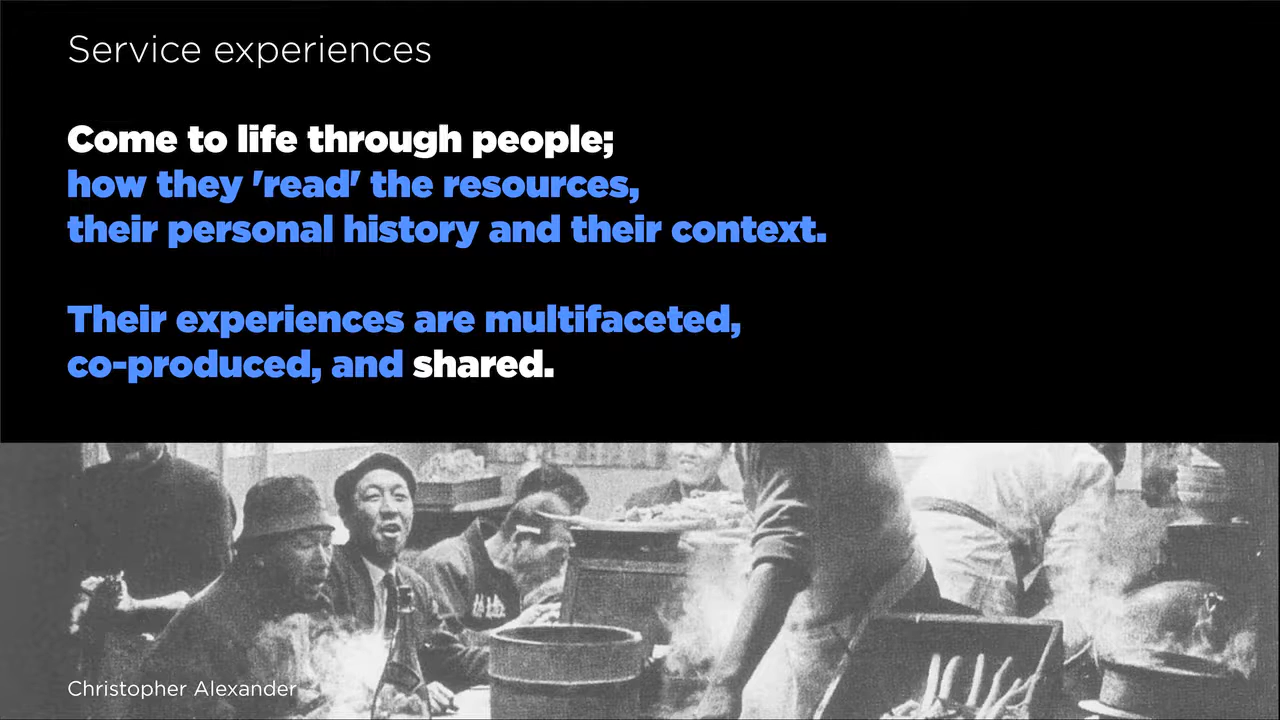 Service experiences
Come to life through people;
how they 'read' the resources,
their personal history and their context.
Their experiences are multifaceted,
co-produced, and shared.
Christopher Alexander